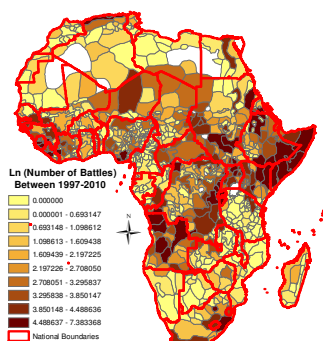 Ln (Number of Battles)
Between 1997-2010
0.000000
0.000001 - 0.693147
0.693148 - 1.098612
1.098613 - 1.609438
1.609439 - 2.197225
2.197226 - 2.708050
2.708051 - 3.295837
3.295838 - 3.850147
3.850148 - 4.488636
4.488637 - 7.383368
National Boundaries
N